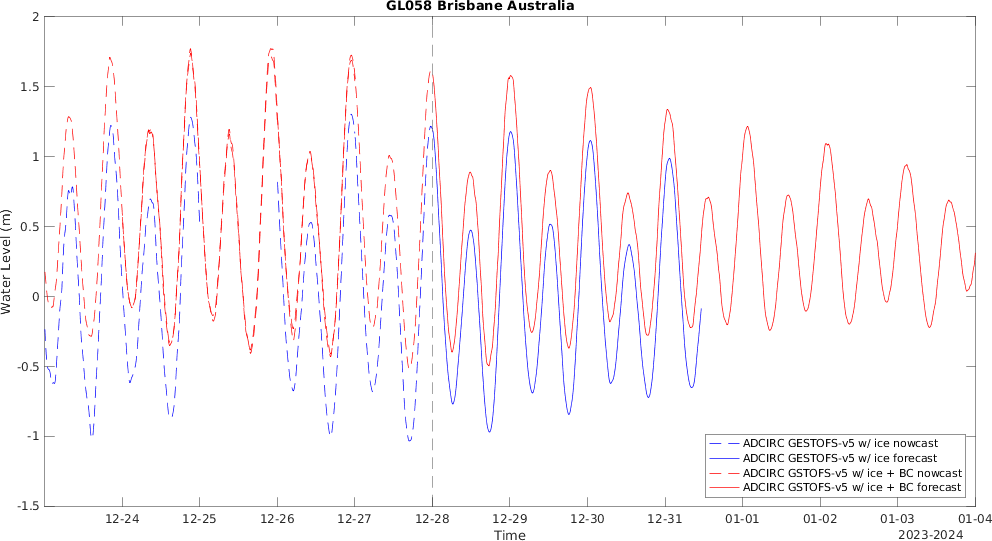 GL058 Brisbane Australia
2
1.5
1
0.5
0
-0.5
-1
-1.5
Water Level (m)
ADCIRC GESTOFS-v5 w/ ice nowcast
ADCIRC GESTOFS-v5 w/ ice forecast
ADCIRC GSTOFS-v5 w/ ice + BC nowcast
ADCIRC GSTOFS-v5 w/ ice + BC forecast
12-24 12-25 12-26 12-27 12-28 12-29 12-30 12-31 01-01 01-02 01-03 01-04
Time
2023-2024